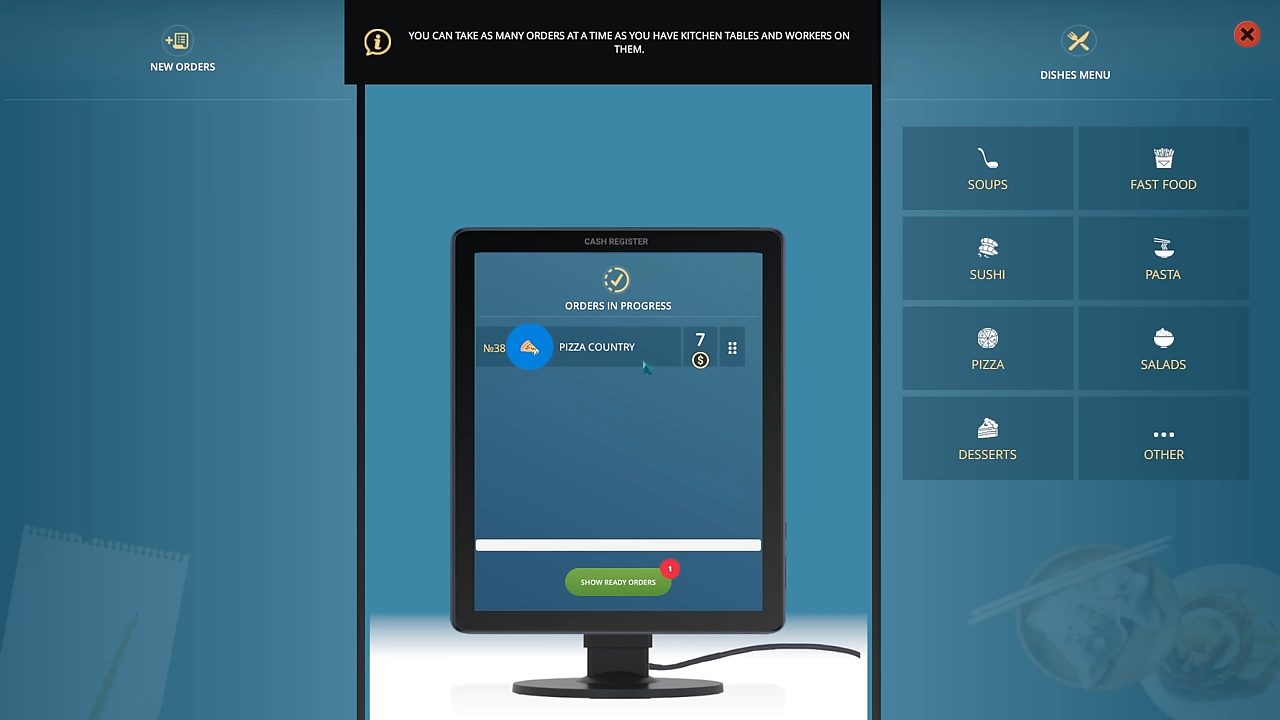 NEW ORDERS
YOU CAN TAKE AS MANY ORDERS AT A TIME AS YOU HAVE KITCHEN TABLES AND WORKERS ON
THEM.
DISHES MENU
SOUPS
FAST FOOD
SUSHI
PASTA
PIZZA
SALADS
DESSERTS
OTHER
CASH REGISTER
ORDERS IN PROGRESS
№38
PIZZA COUNTRY
7
$
SHOW READY ORDERS
1